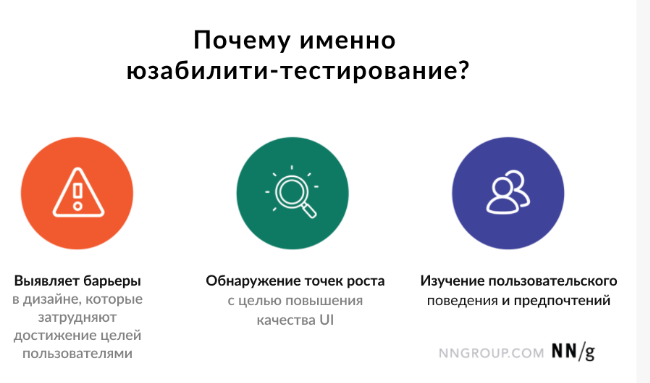 Почему именно
юзабилити-тестирование?
Выявляет барьеры
в дизайне, которые
затрудняют
достижение целей
пользователями
Обнаружение точек роста
с целью повышения
качества UI
Изучение пользовательского
поведения и предпочтений
NNGROUP.COM NN/g